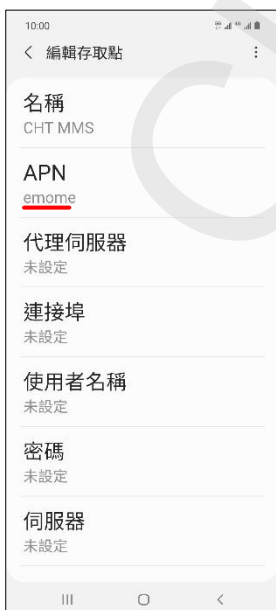 10:00
編輯存取點
名稱
CHT MMS
APN
emome
代理伺服器
未設定
連接埠
未設定
使用者名稱
未設定
密碼
未設定
伺服器
未設定